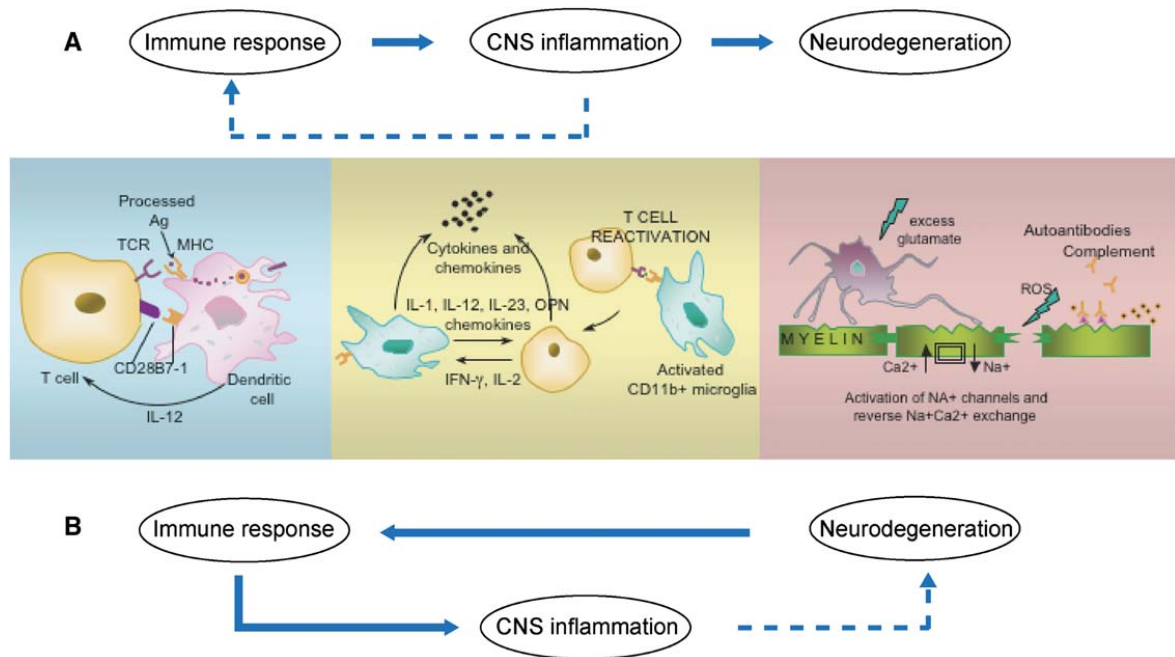 A
Immune response
CNS inflammation
Neurodegeneration
Processed
Ag
TCR
MHC
CD28B7-1
T cell
Dendritic
cell
IL-12
Cytokines and
chemokines
T CELL
REACTIVATION
IL-1, IL-12, IL-23, OPN
chemokines
IFN-γ, IL-2
Activated
CD11b+ microglia
excess
glutamate
Autoantibodies
Complement
ROS
MYELIN
Ca2+
Na+
Activation of NA+ channels and
reverse Na+Ca2+ exchange
B
Immune response
Neurodegeneration
CNS inflammation